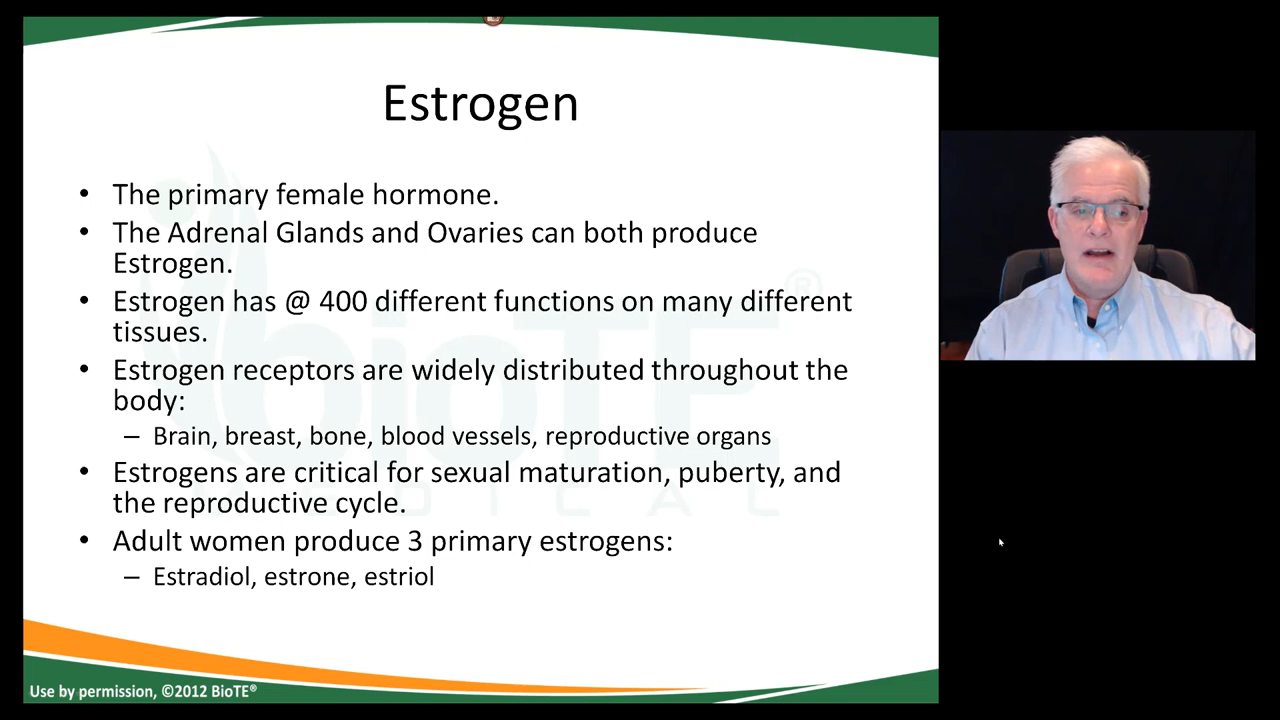 Estrogen
• The primary female hormone.
• The Adrenal Glands and Ovaries can both produce
Estrogen.
• Estrogen has @ 400 different functions on many different
tissues.
• Estrogen receptors are widely distributed throughout the
body:
– Brain, breast, bone, blood vessels, reproductive organs
• Estrogens are critical for sexual maturation, puberty, and
the reproductive cycle.
• Adult women produce 3 primary estrogens:
– Estradiol, estrone, estriol
bioTE®
MEDICAL
Use by permission, ©2012 BioTE®